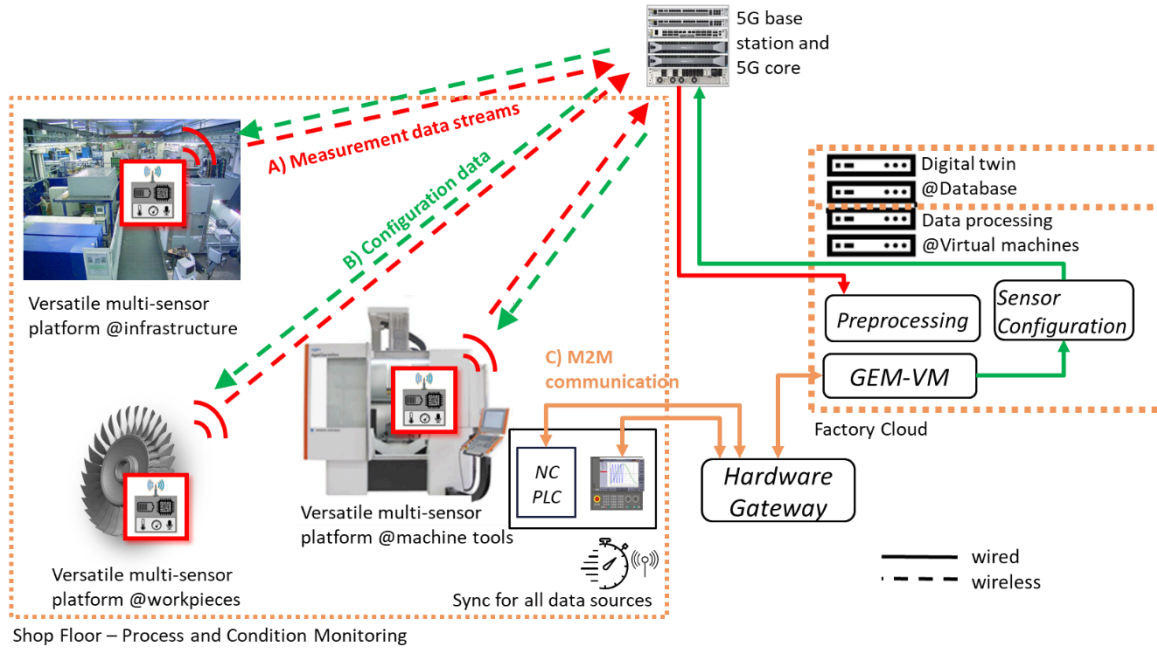 5G base
station and
5G core
A) Measurement data streams
B) Configuration data
Versatile multi-sensor
platform @infrastructure
Digital twin
@Database
Data processing
@Virtual machines
Preprocessing
Sensor
Configuration
GEM-VM
Factory Cloud
C) M2M
communication
NC
PLC
Hardware
Gateway
Versatile multi-sensor
platform @machine tools
Versatile multi-sensor
platform @workpieces
Sync for all data sources
wired
wireless
Shop Floor – Process and Condition Monitoring